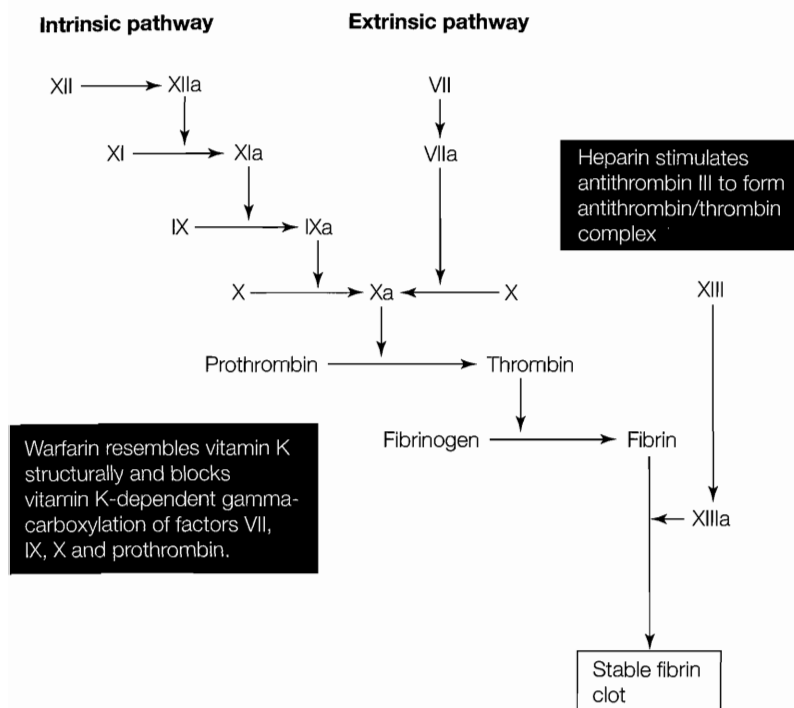 Intrinsic pathway
Extrinsic pathway
XII
XIIa
VII
XI
XIa
VIIa
Heparin stimulates
antithrombin III to form
antithrombin/thrombin
complex
IX
IXa
X
Xa
X
XIII
Prothrombin
Thrombin
Fibrinogen
Fibrin
Warfarin resembles vitamin K
structurally and blocks
vitamin K-dependent gamma-
carboxylation of factors VII,
IX, X and prothrombin.
XIIIa
Stable fibrin
clot